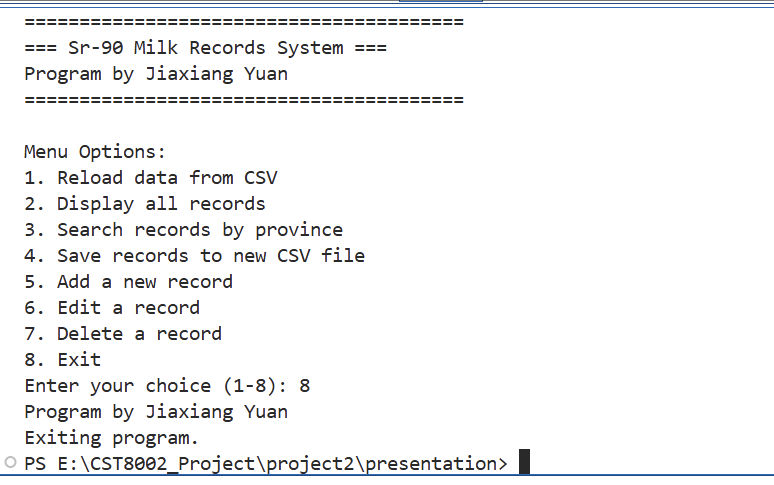 ========================================
=== Sr-90 Milk Records System ===
Program by Jiaxiang Yuan
========================================

Menu Options:
1. Reload data from CSV
2. Display all records
3. Search records by province
4. Save records to new CSV file
5. Add a new record
6. Edit a record
7. Delete a record
8. Exit
Enter your choice (1-8): 8
Program by Jiaxiang Yuan
Exiting program.
PS E:\CST8002_Project\project2\presentation>